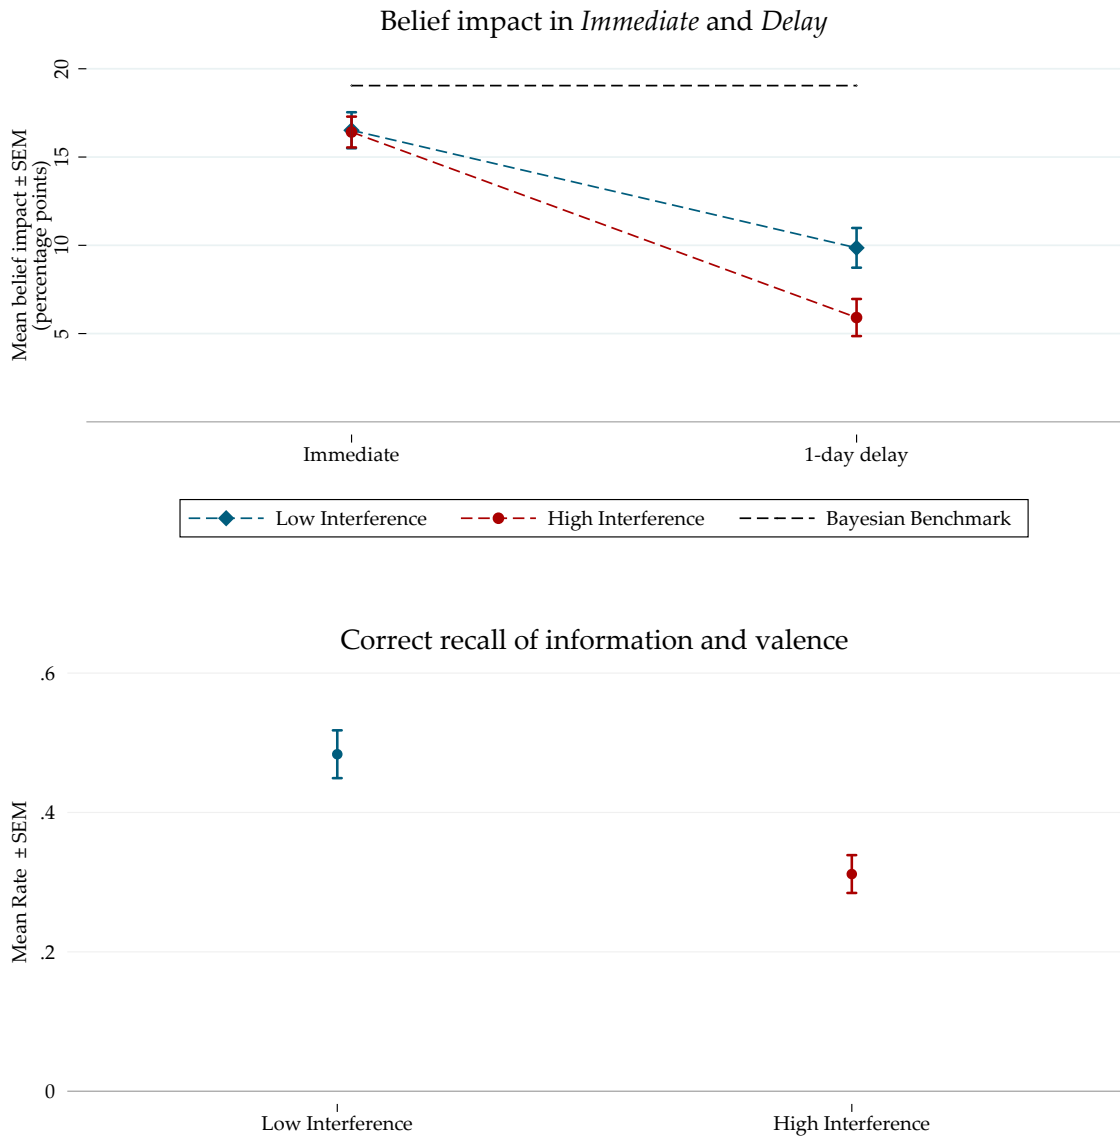 Belief impact in Immediate and Delay
Mean belief impact ± SEM
(percentage points)
20
15
10
5
Immediate
1-day delay
Low Interference
High Interference
Bayesian Benchmark
Correct recall of information and valence
Mean Rate ± SEM
.6
.4
.2
0
Low Interference
High Interference